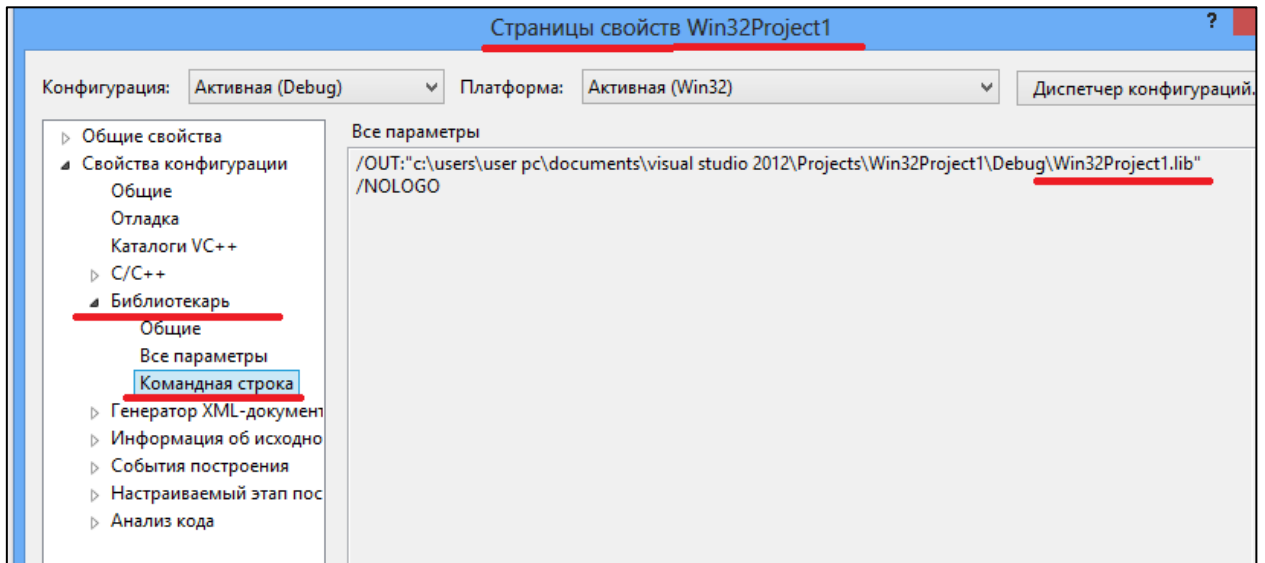 Страницы свойств Win32Project1
?
Конфигурация: Активная (Debug) Платформа: Активная (Win32) Диспетчер конфигураций.
Общие свойства
Свойства конфигурации
Общие
Отладка
Каталоги VC++
C/C++
Библиотекарь
Общие
Все параметры
Командная строка
Генератор XML-документ
Информация об исходно
События построения
Настраиваемый этап пос
Анализ кода
Все параметры
/OUT:"c:\users\user pc\documents\visual studio 2012\Projects\Win32Project1\Debug\Win32Project1.lib"
/NOLOGO